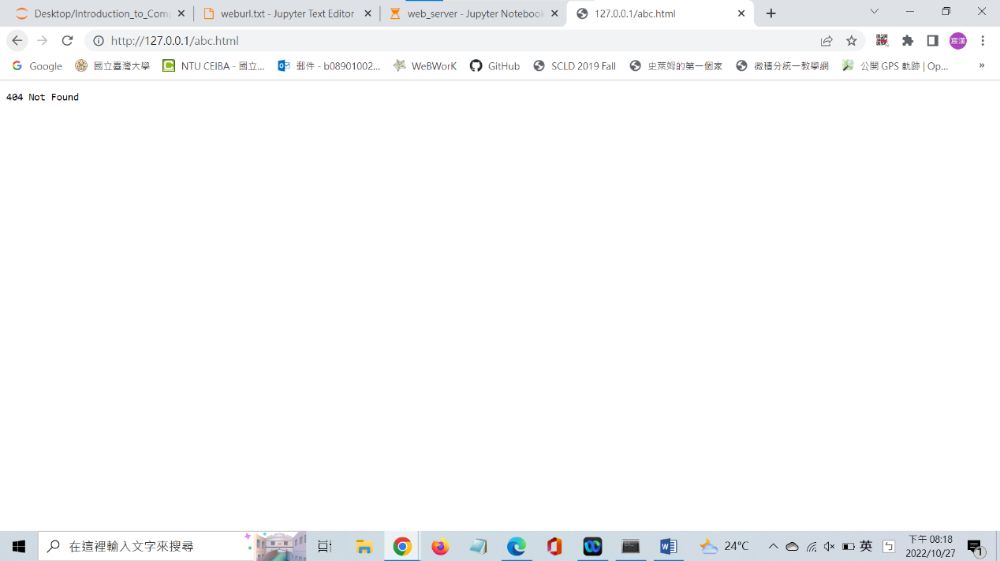 Desktop/Introduction_to_Comp
weburl.txt - Jupyter Text Editor
web_server - Jupyter Notebook
127.0.0.1/abc.html
http://127.0.0.1/abc.html
宸漢
Google
國立臺灣大學
NTU CEIBA - 國立...
郵件 - b08901002...
WeBWorK
GitHub
SCLD 2019 Fall
史萊姆的第一個家
微積分統一教學網
公開 GPS 軌跡 | Op...
»
404 Not Found
在這裡輸入文字來搜尋
24°C
英
下午 08:18
2022/10/27
1